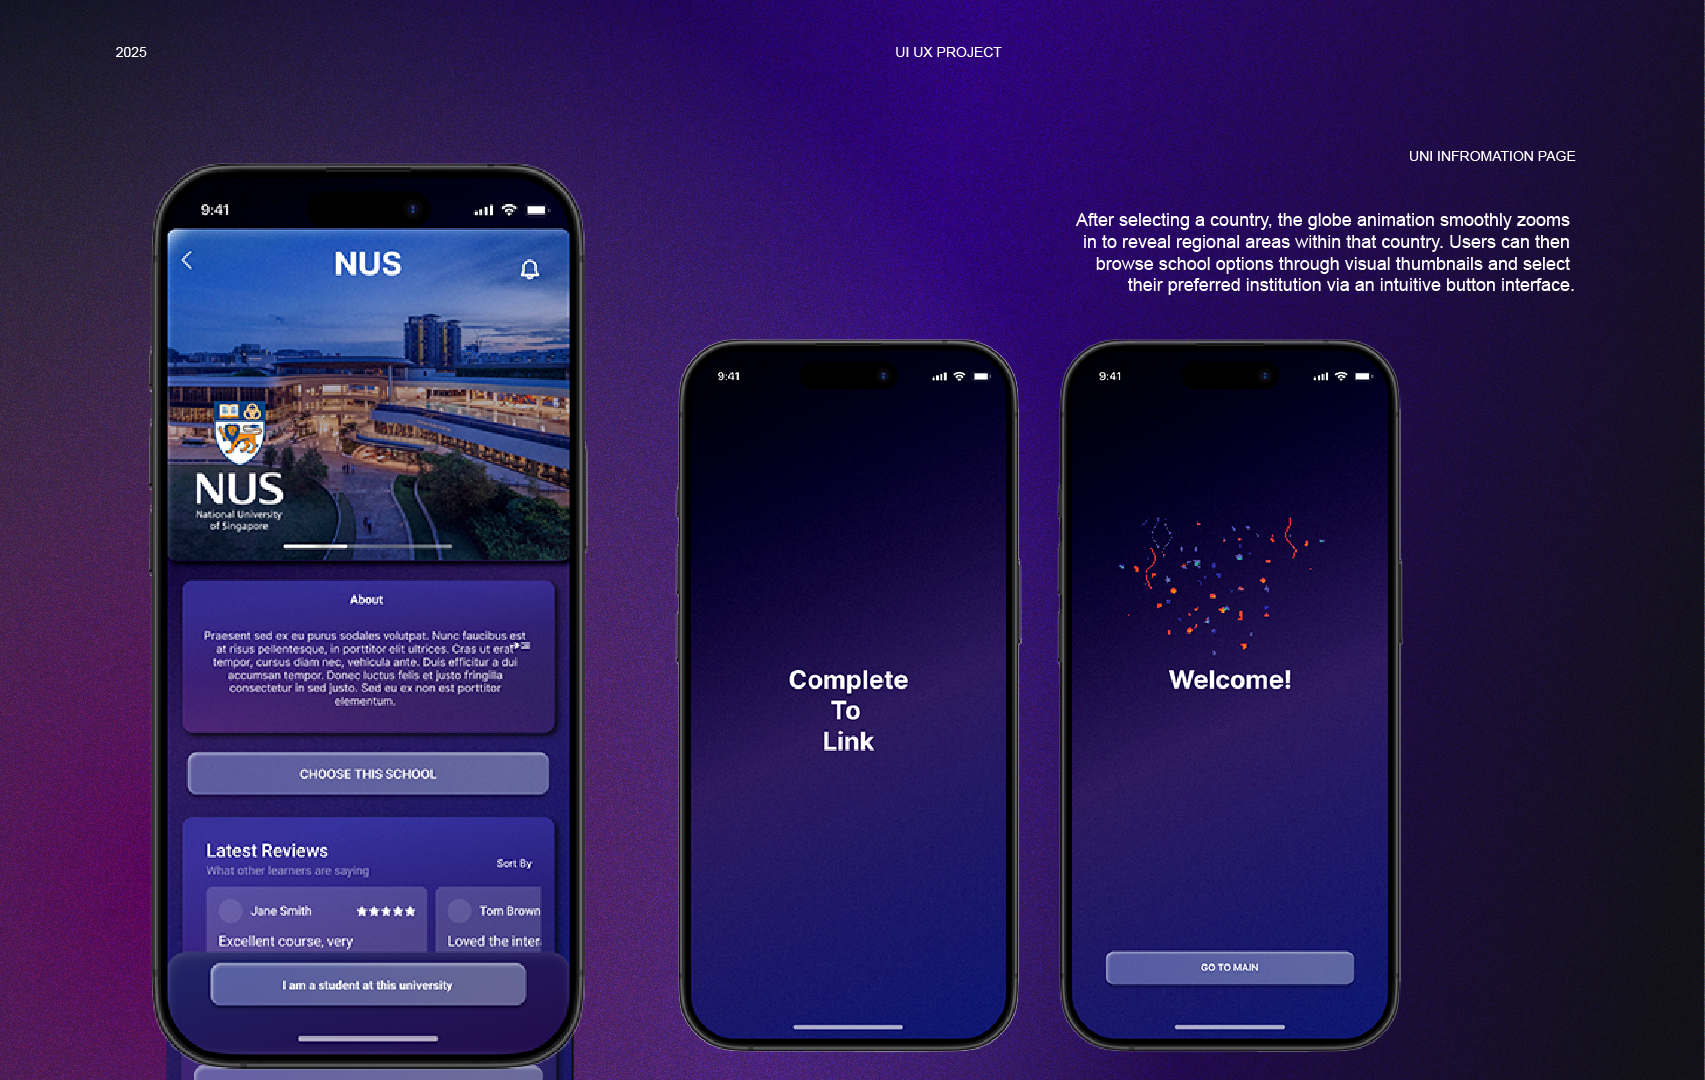 2025
UI UX PROJECT
UNI INFROMATION PAGE
After selecting a country, the globe animation smoothly zooms
in to reveal regional areas within that country. Users can then
browse school options through visual thumbnails and select
their preferred institution via an intuitive button interface.
9:41
NUS
NUS
National University
of Singapore
About
Praesent sed ex eu purus sodales volutpat. Nunc faucibus est
at risus pellentesque, in porttitor elit ultrices. Cras ut erat
tempor, cursus diam nec, vehicula ante. Duis efficitur a dui
accumsan tempor. Donec luctus felis et justo fringilla
consectetur in sed justo. Sed eu ex non est porttitor
elementum.
CHOOSE THIS SCHOOL
Latest Reviews
What other learners are saying
Sort By
Jane Smith
Tom Brown
Excellent course, very
Loved the inter
I am a student at this university
9:41
Complete
To
Link
9:41
Welcome!
GO TO MAIN